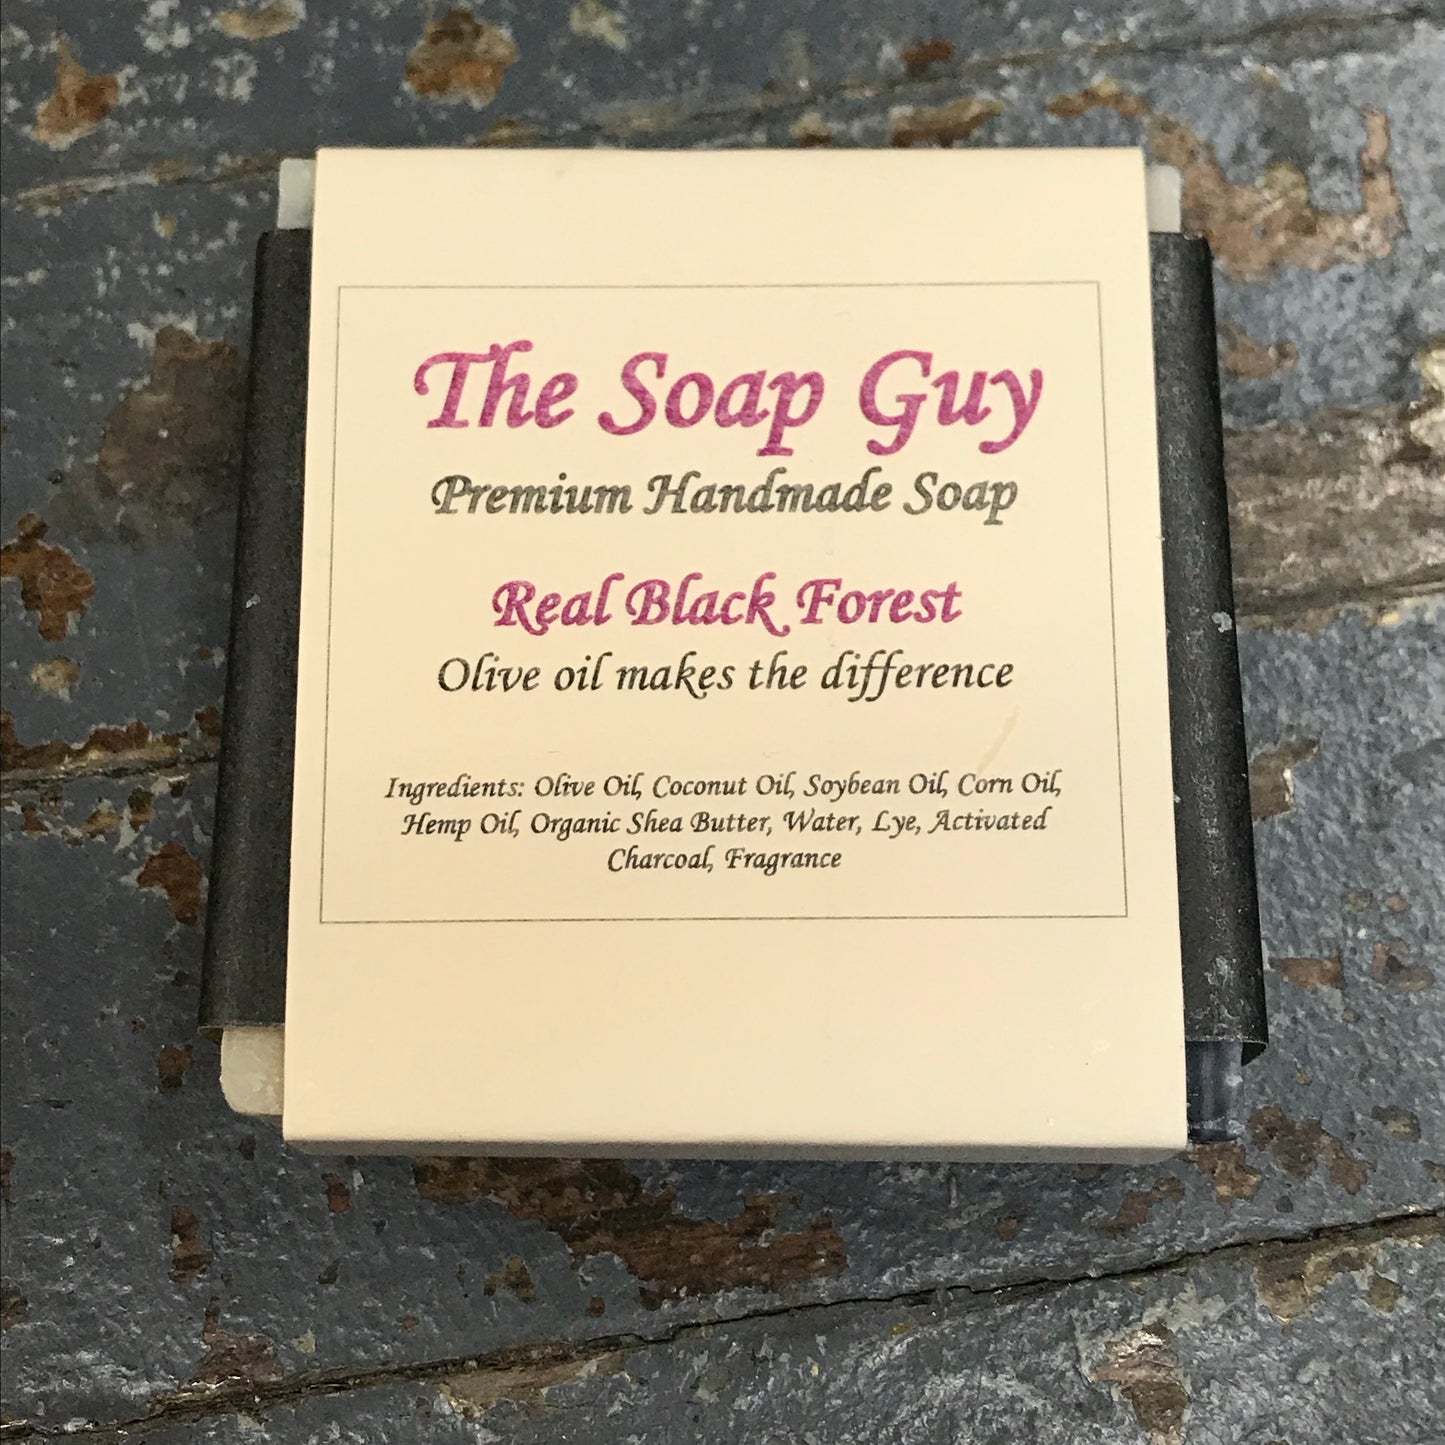 The Soap Guy
Premium Handmade Soap
Real Black Forest
Olive oil makes the difference
Ingredients: Olive Oil, Coconut Oil, Soybean Oil, Corn Oil,
Hemp Oil, Organic Shea Butter, Water, Lye, Activated
Charcoal, Fragrance